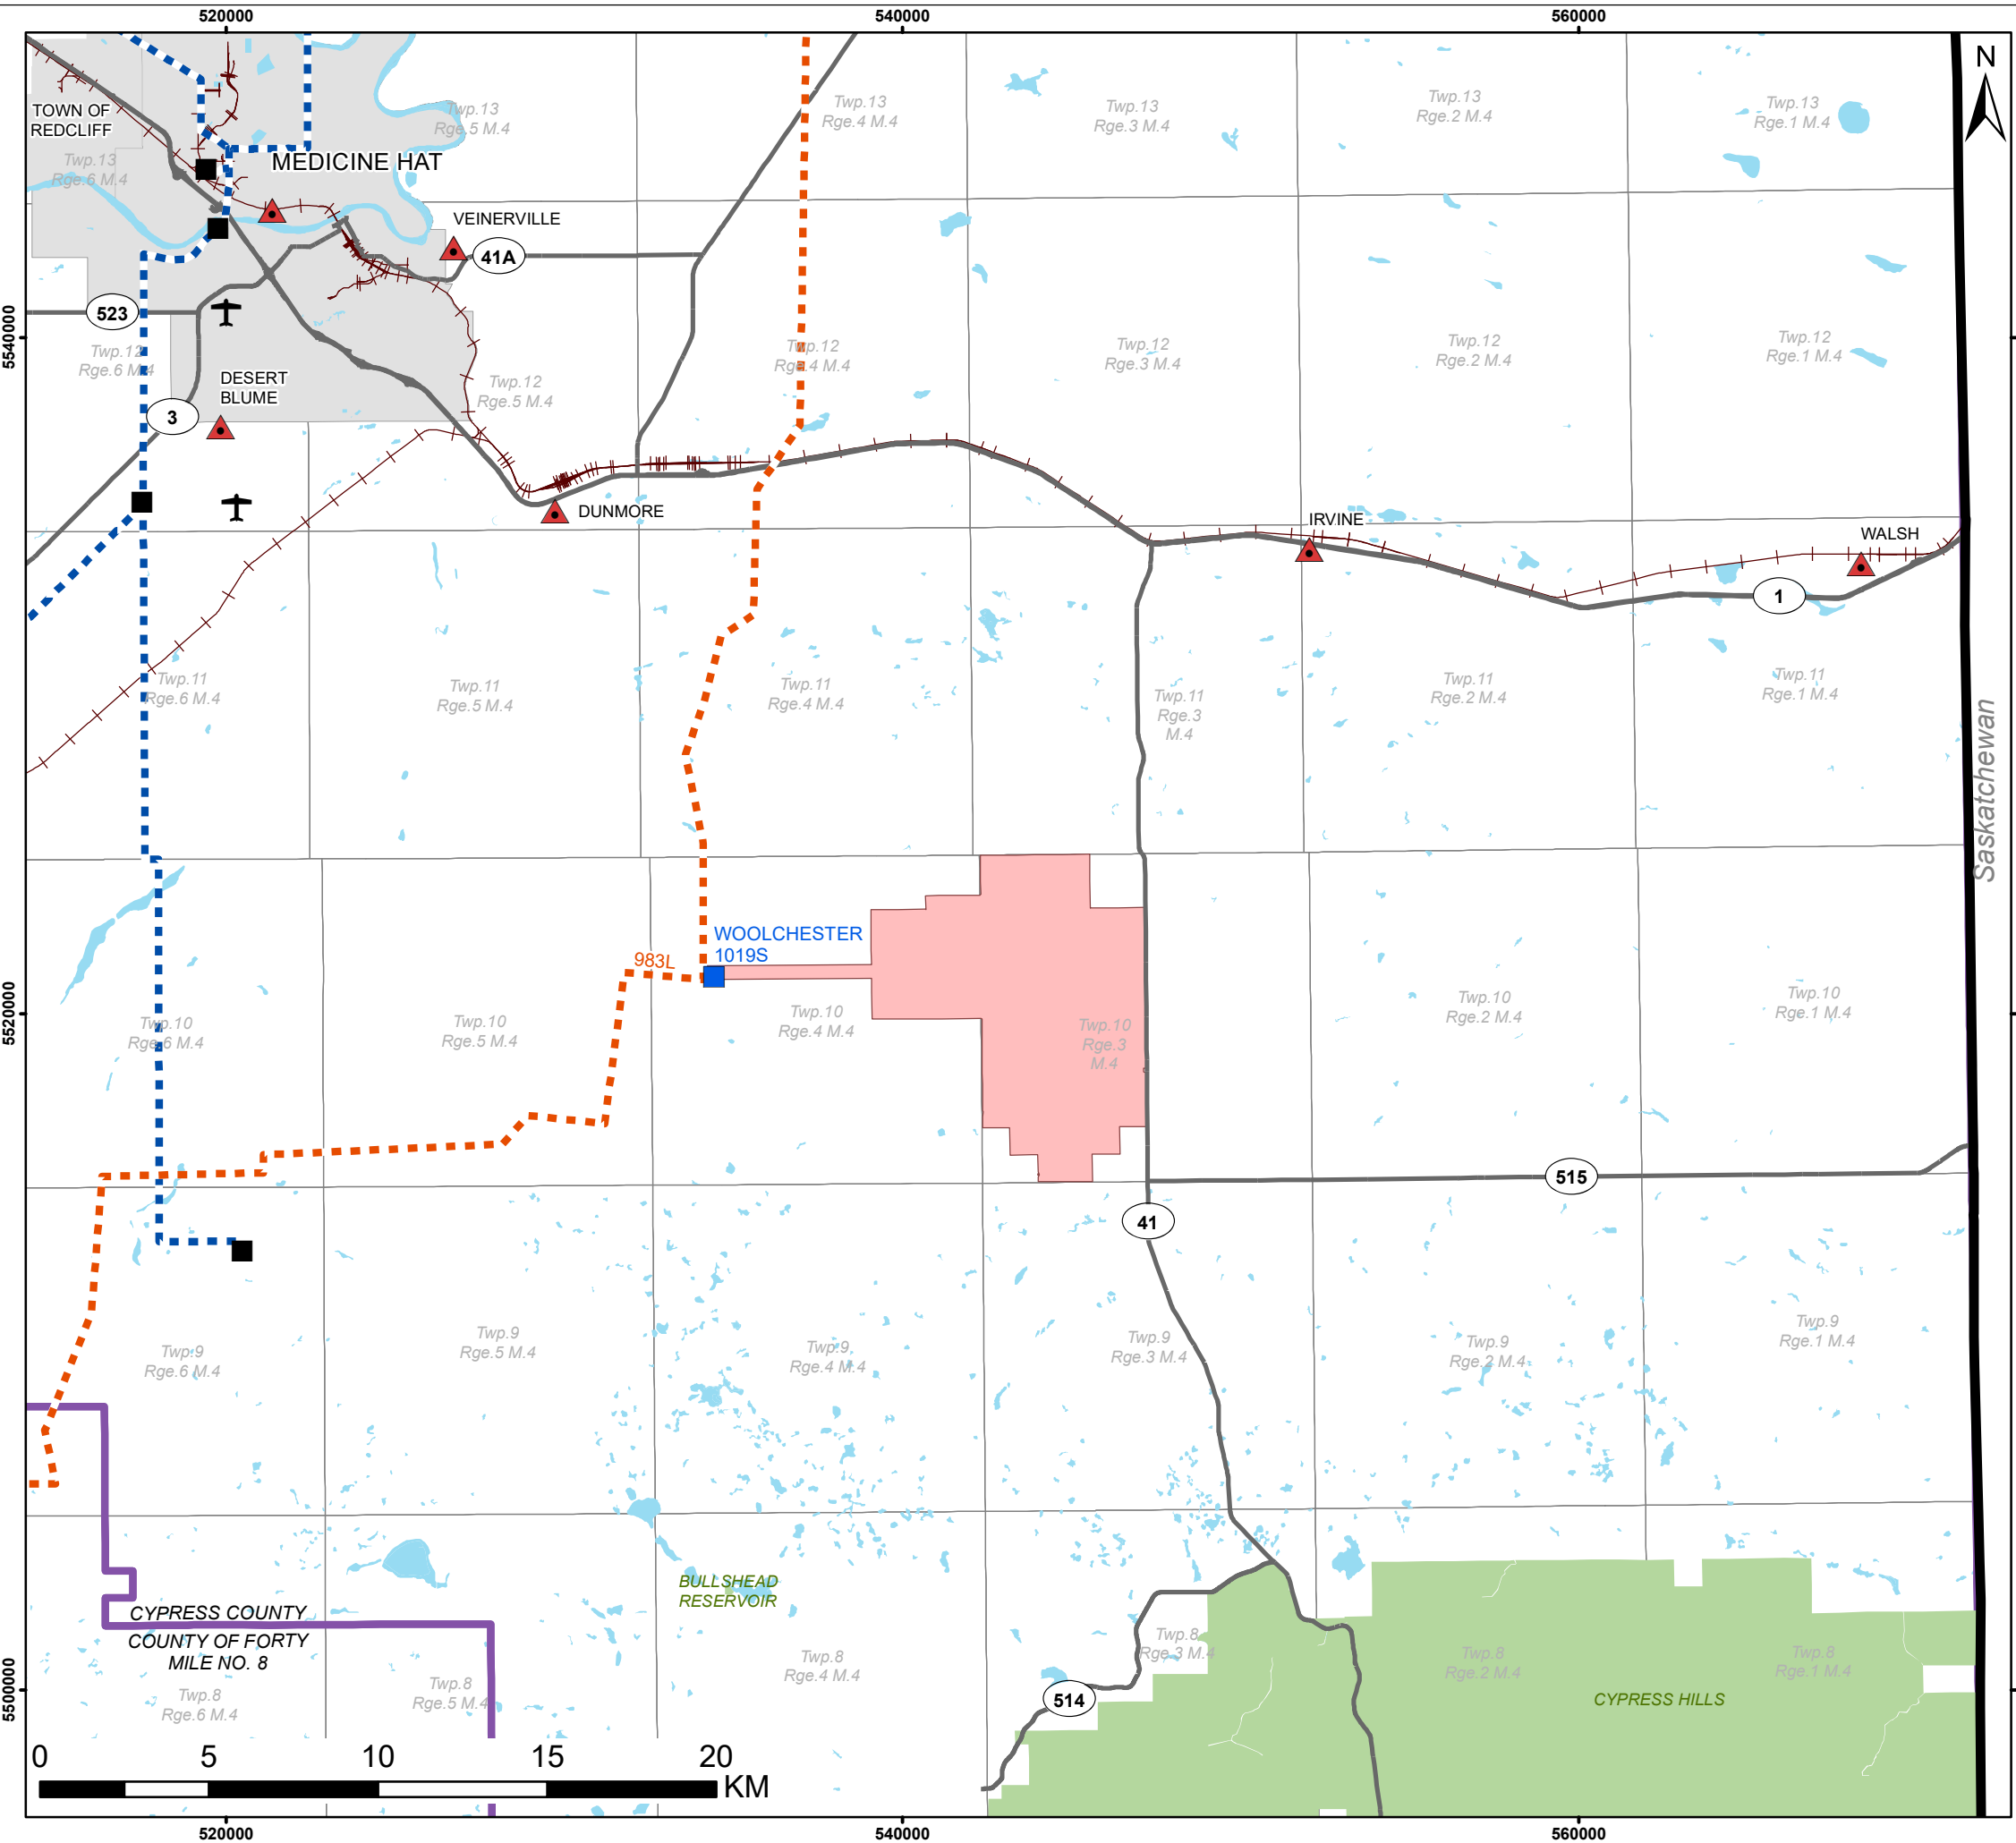 520000
540000
560000
N
TOWN OF
REDCLIFF
Twp.13
Rge.6 M.4
MEDICINE HAT
Twp.13
Rge.5 M.4
Twp.13
Rge.4 M.4
Twp.13
Rge.3 M.4
Twp.13
Rge.2 M.4
Twp.13
Rge.1 M.4
VEINERVILLE
41A
523
5540000
Twp.12
Rge.6 M.4
DESERT
BLUME
3
Twp.12
Rge.5 M.4
Twp.12
Rge.4 M.4
Twp.12
Rge.3 M.4
Twp.12
Rge.2 M.4
Twp.12
Rge.1 M.4
DUNMORE
IRVINE
WALSH
1
Twp.11
Rge.6 M.4
Twp.11
Rge.5 M.4
Twp.11
Rge.4 M.4
Twp.11
Rge.3
M.4
Twp.11
Rge.2 M.4
Twp.11
Rge.1 M.4
Saskatchewan
WOOLCHESTER
1019S
983L
5520000
Twp.10
Rge.6 M.4
Twp.10
Rge.5 M.4
Twp.10
Rge.4 M.4
Twp.10
Rge.3
M.4
Twp.10
Rge.2 M.4
Twp.10
Rge.1 M.4
515
41
Twp.9
Rge.6 M.4
Twp.9
Rge.5 M.4
Twp.9
Rge.4 M.4
Twp.9
Rge.3 M.4
Twp.9
Rge.2 M.4
Twp.9
Rge.1 M.4
BULLSHEAD
RESERVOIR
CYPRESS COUNTY
COUNTY OF FORTY
MILE NO. 8
5500000
Twp.8
Rge.6 M.4
Twp.8
Rge.5 M.4
Twp.8
Rge.4 M.4
Twp.8
Rge.3 M.4
Twp.8
Rge.2 M.4
Twp.8
Rge.1 M.4
514
CYPRESS HILLS
0 5 10 15 20
KM
520000
540000
560000